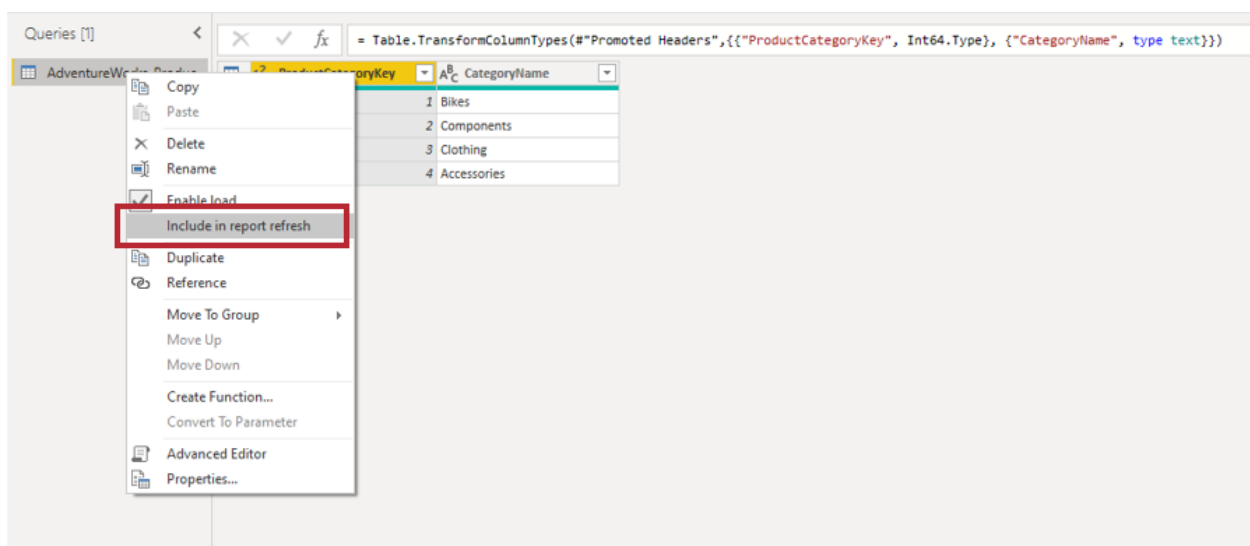 Queries [1]
fx = Table.TransformColumnTypes(#"Promoted Headers",{{"ProductCategoryKey", Int64.Type}, {"CategoryName", type text}})
ABC CategoryName
1 Bikes
2 Components
3 Clothing
4 Accessories
Copy
Paste
Delete
Rename
Enable load
Include in report refresh
Duplicate
Reference
Move To Group
Move Up
Move Down
Create Function...
Convert To Parameter
Advanced Editor
Properties...